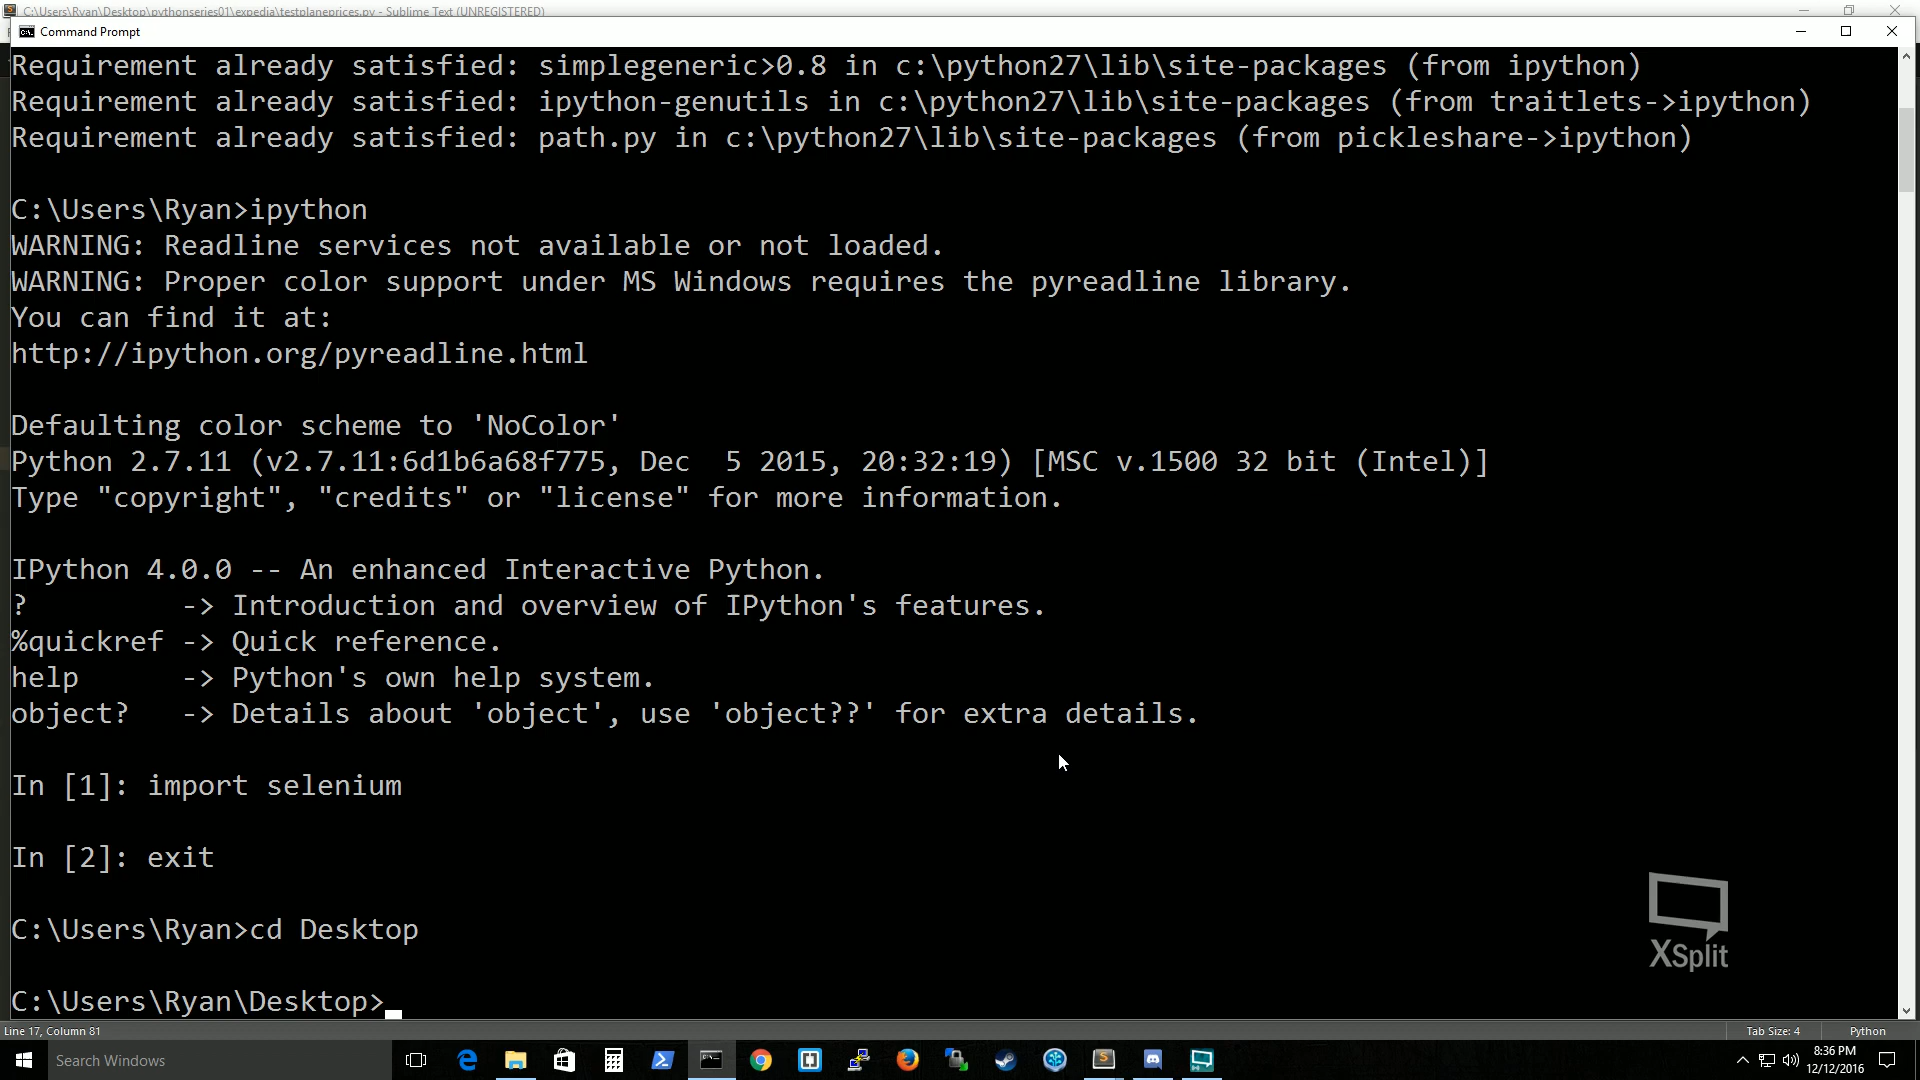 C:\Users\Ryan\Desktop\pythonseries01\expedia\testplaneprices.py - Sublime Text (UNREGISTERED)
Command Prompt
Requirement already satisfied: simplegeneric>0.8 in c:\python27\lib\site-packages (from ipython)
Requirement already satisfied: ipython-genutils in c:\python27\lib\site-packages (from traitlets->ipython)
Requirement already satisfied: path.py in c:\python27\lib\site-packages (from pickleshare->ipython)
C:\Users\Ryan>ipython
WARNING: Readline services not available or not loaded.
WARNING: Proper color support under MS Windows requires the pyreadline library.
You can find it at:
http://ipython.org/pyreadline.html
Defaulting color scheme to 'NoColor'
Python 2.7.11 (v2.7.11:6d1b6a68f775, Dec  5 2015, 20:32:19) [MSC v.1500 32 bit (Intel)]
Type "copyright", "credits" or "license" for more information.
IPython 4.0.0 -- An enhanced Interactive Python.
?         -> Introduction and overview of IPython's features.
%quickref -> Quick reference.
help      -> Python's own help system.
object?   -> Details about 'object', use 'object??' for extra details.
In [1]: import selenium
In [2]: exit
C:\Users\Ryan>cd Desktop
XSplit
C:\Users\Ryan\Desktop>
Line 17, Column 81
Tab Size: 4
Python
Search Windows
8:36 PM
12/12/2016